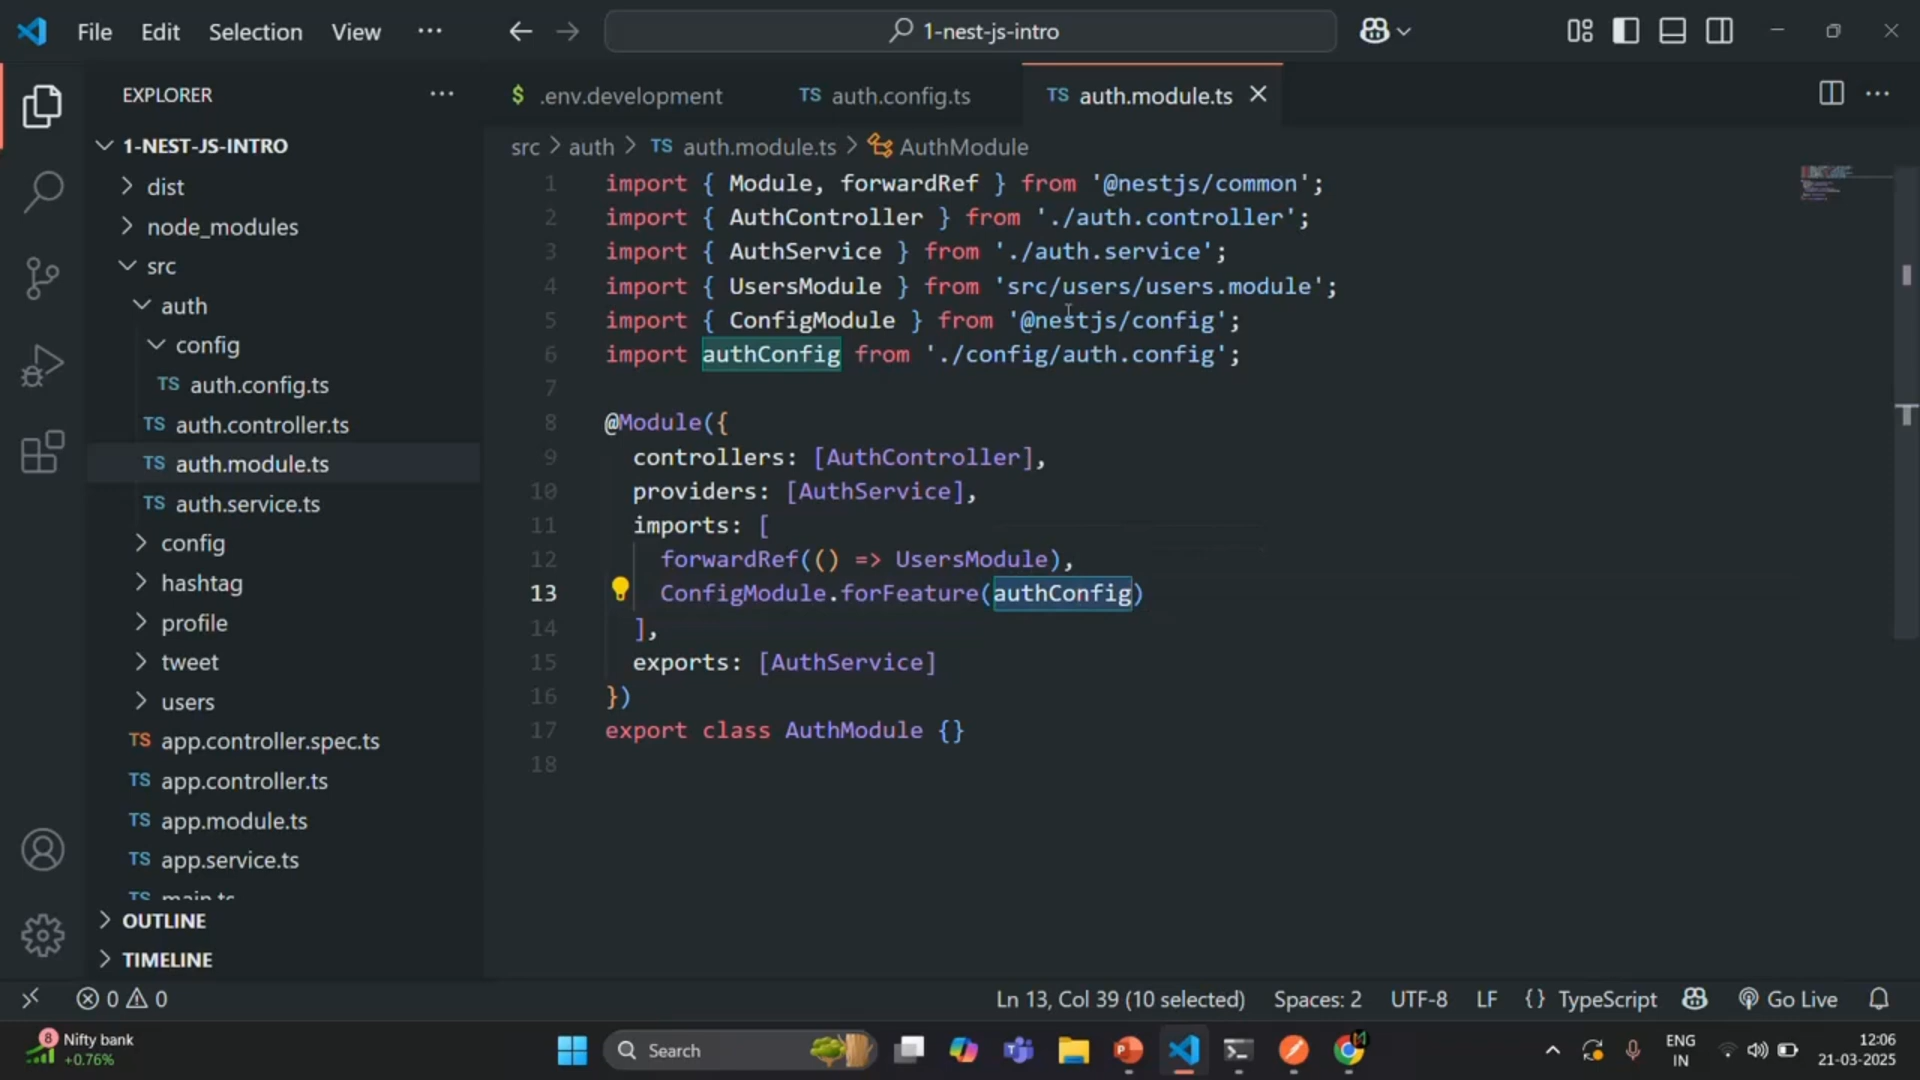 File Edit Selection View ··· 1-nest-js-intro
EXPLORER ···
1-NEST-JS-INTRO
dist
node_modules
src
auth
config
TS auth.config.ts
TS auth.controller.ts
TS auth.module.ts
TS auth.service.ts
config
hashtag
profile
tweet
users
TS app.controller.spec.ts
TS app.controller.ts
TS app.module.ts
TS app.service.ts
TS main.ts
OUTLINE
TIMELINE
$ .env.development TS auth.config.ts TS auth.module.ts
src > auth > TS auth.module.ts > AuthModule
1 import { Module, forwardRef } from '@nestjs/common';
2 import { AuthController } from './auth.controller';
3 import { AuthService } from './auth.service';
4 import { UsersModule } from 'src/users/users.module';
5 import { ConfigModule } from '@nestjs/config';
6 import authConfig from './config/auth.config';
7
8 @Module({
9 controllers: [AuthController],
10 providers: [AuthService],
11 imports: [
12 forwardRef(() => UsersModule),
13 ConfigModule.forFeature(authConfig)
14 ],
15 exports: [AuthService]
16 })
17 export class AuthModule {}
18
0 0 Ln 13, Col 39 (10 selected) Spaces: 2 UTF-8 LF {} TypeScript Go Live
8 Nifty bank
+0.76%
Search
ENG
IN
12:06
21-03-2025